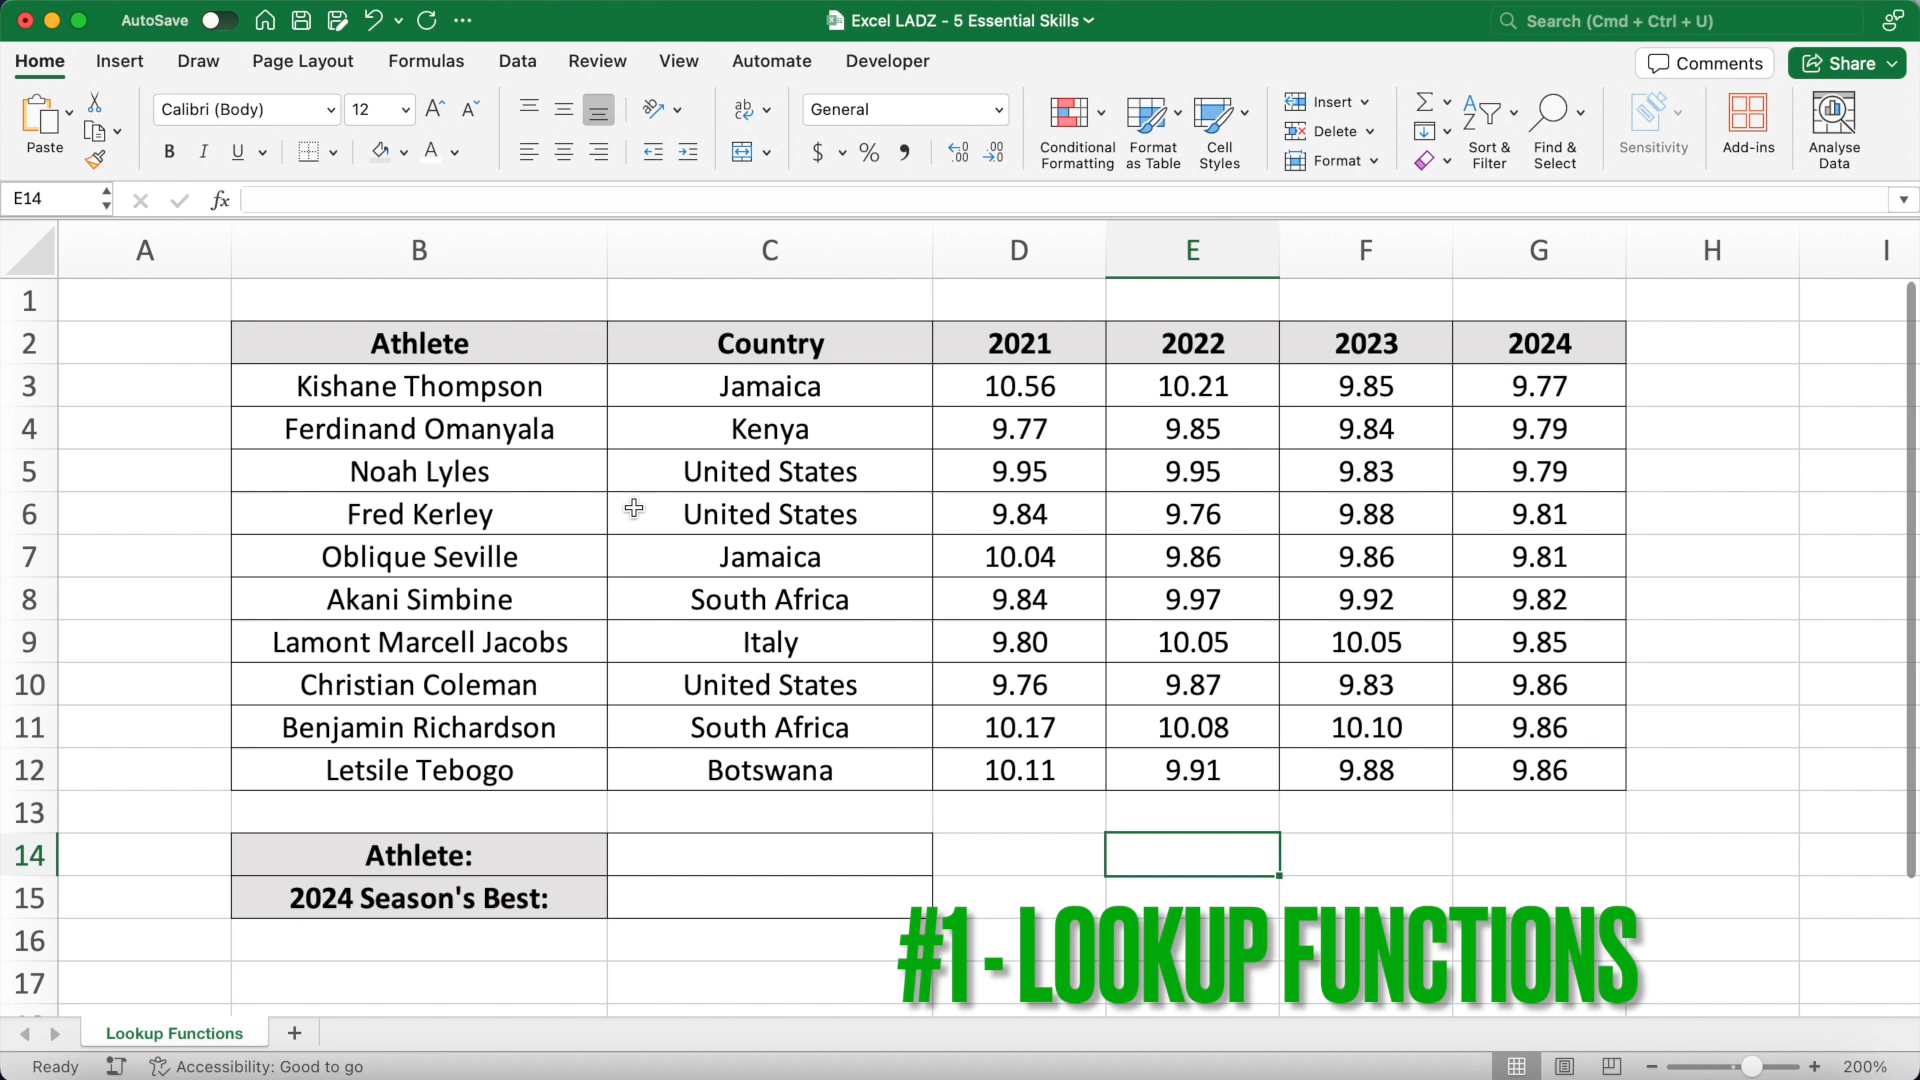 AutoSave
Excel LADZ - 5 Essential Skills
Search (Cmd + Ctrl + U)
Home Insert Draw Page Layout Formulas Data Review View Automate Developer
Comments Share
Paste
Calibri (Body) 12
B I U
General
$ %
Conditional Formatting
Format as Table
Cell Styles
Insert
Delete
Format
Sort & Filter
Find & Select
Sensitivity
Add-ins
Analyse Data
E14 fx
A B C D E F G H I
1
2 Athlete Country 2021 2022 2023 2024
3 Kishane Thompson Jamaica 10.56 10.21 9.85 9.77
4 Ferdinand Omanyala Kenya 9.77 9.85 9.84 9.79
5 Noah Lyles United States 9.95 9.95 9.83 9.79
6 Fred Kerley United States 9.84 9.76 9.88 9.81
7 Oblique Seville Jamaica 10.04 9.86 9.86 9.81
8 Akani Simbine South Africa 9.84 9.97 9.92 9.82
9 Lamont Marcell Jacobs Italy 9.80 10.05 10.05 9.85
10 Christian Coleman United States 9.76 9.87 9.83 9.86
11 Benjamin Richardson South Africa 10.17 10.08 10.10 9.86
12 Letsile Tebogo Botswana 10.11 9.91 9.88 9.86
13
14 Athlete:
15 2024 Season's Best:
16
17
#1 - LOOKUP FUNCTIONS
Lookup Functions
Ready Accessibility: Good to go 200%